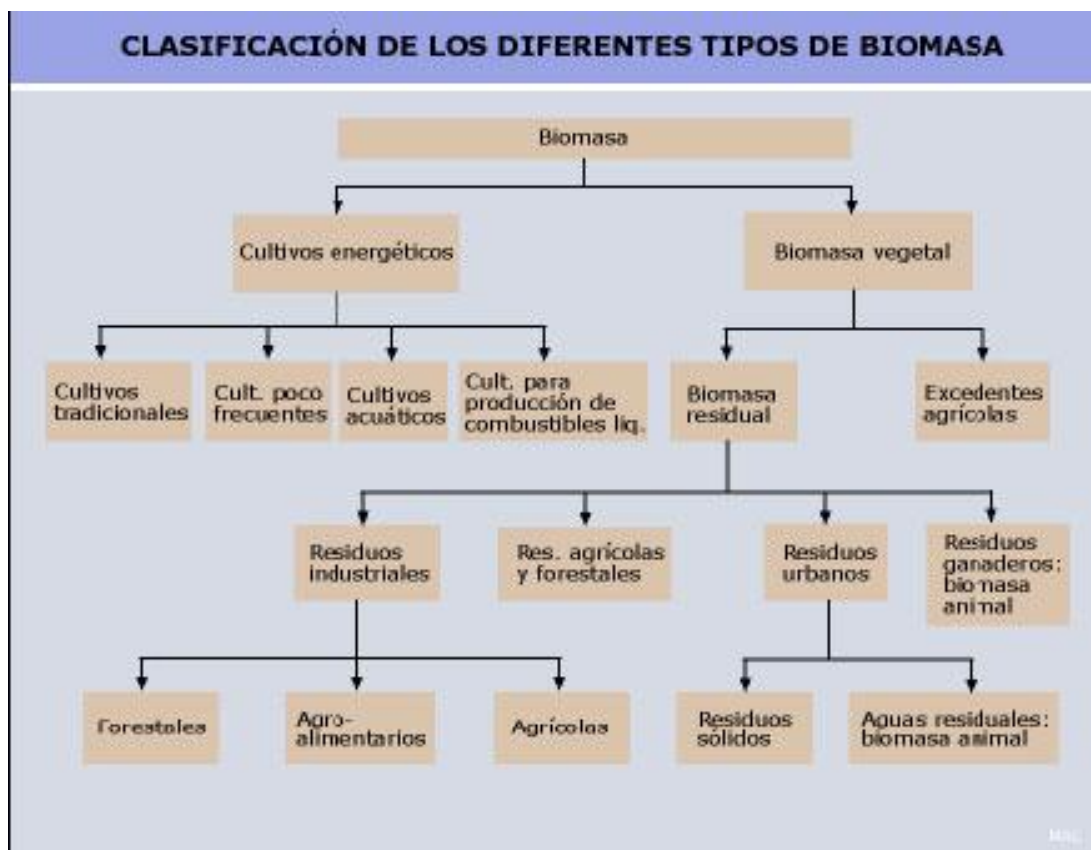 CLASIFICACIÓN DE LOS DIFERENTES TIPOS DE BIOMASA
Biomasa
Cultivos energéticos
Biomasa vegetal
Cultivos
tradicionales
Cult. poco
frecuentes
Cultivos
acuáticos
Cult. para
producción de
combustibles liq.
Biomasa
residual
Excedentes
agrícolas
Residuos
industriales
Res. agrícolas
y forestales
Residuos
urbanos
Residuos
ganaderos:
biomasa
animal
Forestales
Agro-
alimentarios
Agrícolas
Residuos
sólidos
Aguas residuales:
biomasa animal